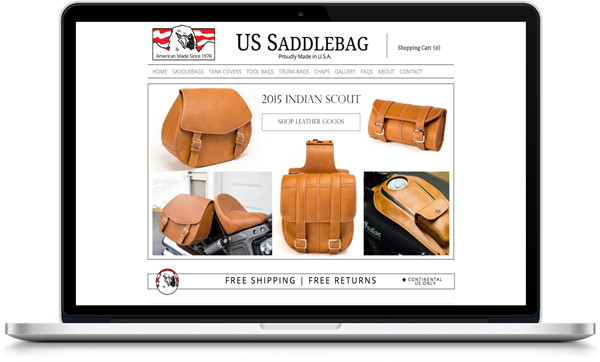 US SADDLEBAG
Proudly Made in U.S.A.
American Made Since 1978
Shopping Cart (0)
HOME SADDLEBAGS TANK COVERS TOOL BAGS TRUNK BAGS CHAPS GALLERY FAQS ABOUT CONTACT
2015 INDIAN SCOUT
SHOP LEATHER GOODS
Indian
FREE SHIPPING | FREE RETURNS
★ CONTINENTAL
US ONLY